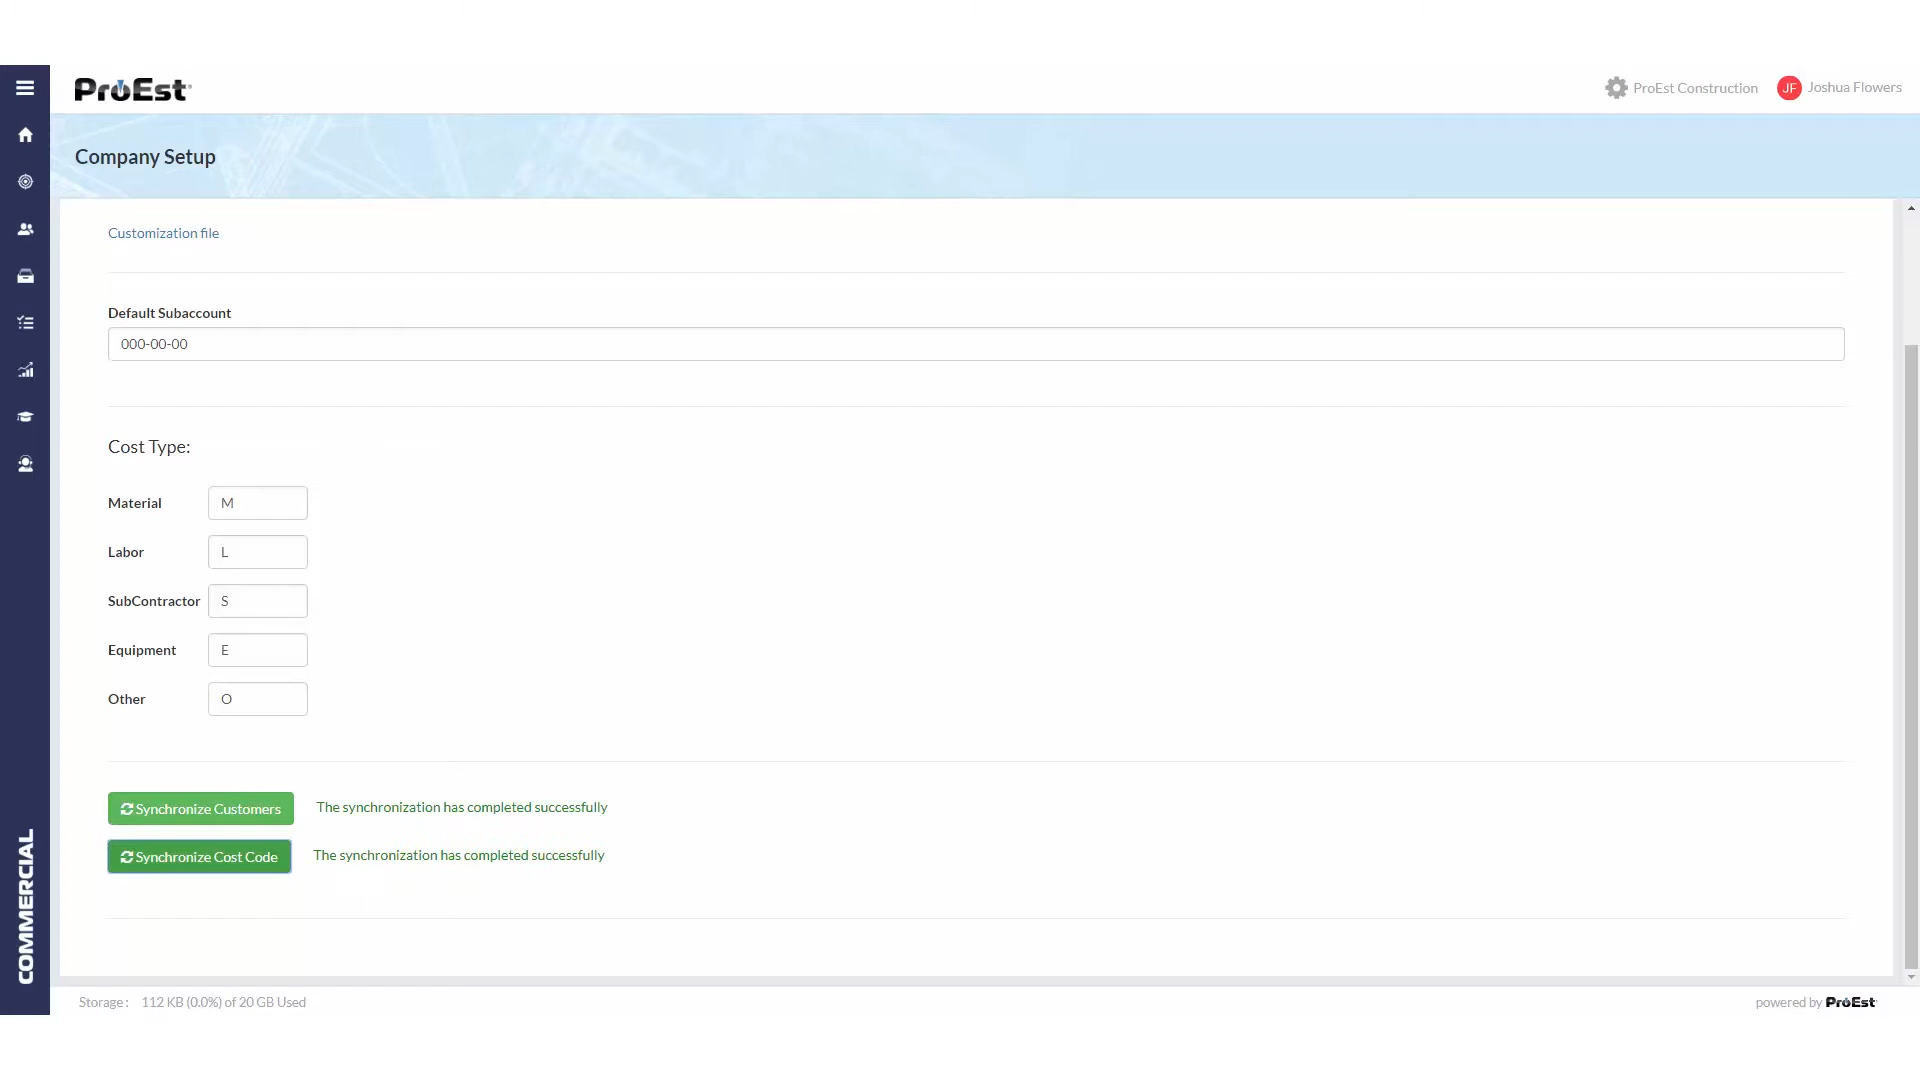 ProEst
ProEst Construction
JF
Joshua Flowers
Company Setup
Customization file
Default Subaccount
000-00-00
Cost Type:
Material M
Labor L
SubContractor S
Equipment E
Other O
Synchronize Customers The synchronization has completed successfully
Synchronize Cost Code The synchronization has completed successfully
COMMERCIAL
Storage : 112 KB (0.0%) of 20 GB Used
powered by ProEst